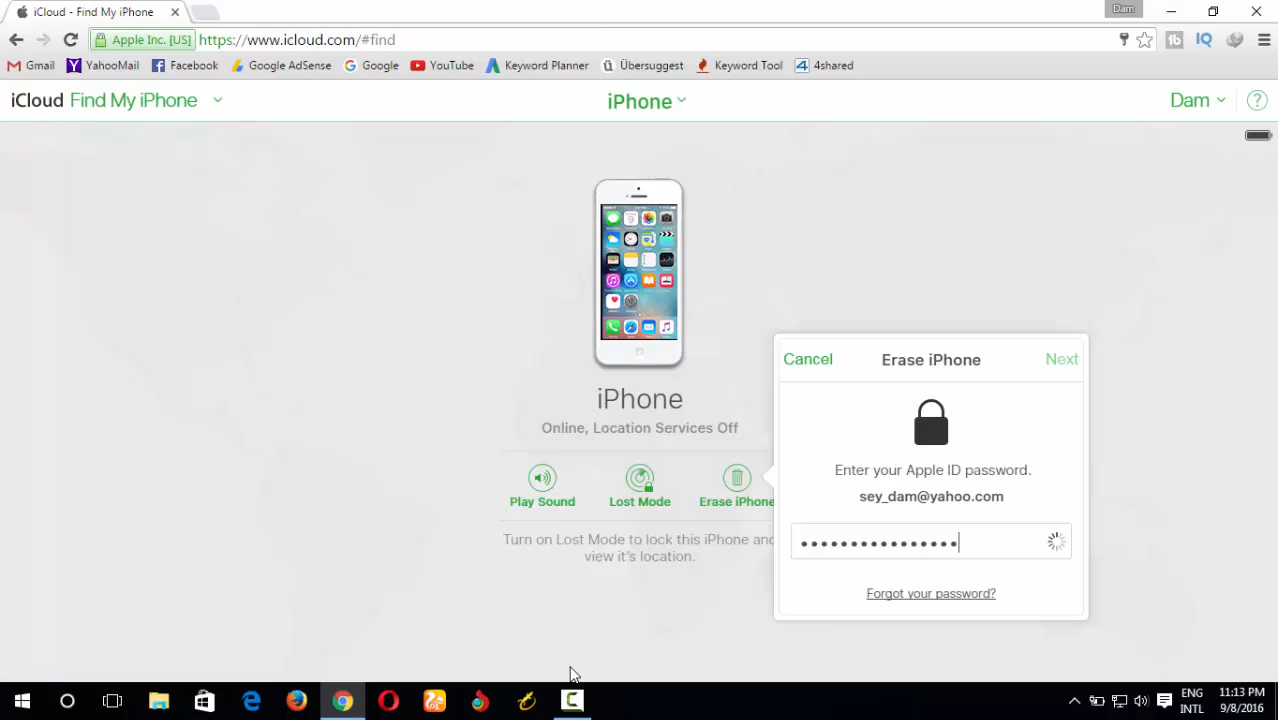 iCloud - Find My iPhone
Dam
Apple Inc. [US]
https://www.icloud.com/#find
Gmail
YahooMail
Facebook
Google AdSense
Google
YouTube
Keyword Planner
Übersuggest
Keyword Tool
4shared
iCloud Find My iPhone
iPhone
Dam
iPhone
Online, Location Services Off
Play Sound
Lost Mode
Erase iPhone
Turn on Lost Mode to lock this iPhone and
view it's location.
Cancel
Erase iPhone
Next
Enter your Apple ID password.
sey_dam@yahoo.com
Forgot your password?
ENG
INTL
11:13 PM
9/8/2016